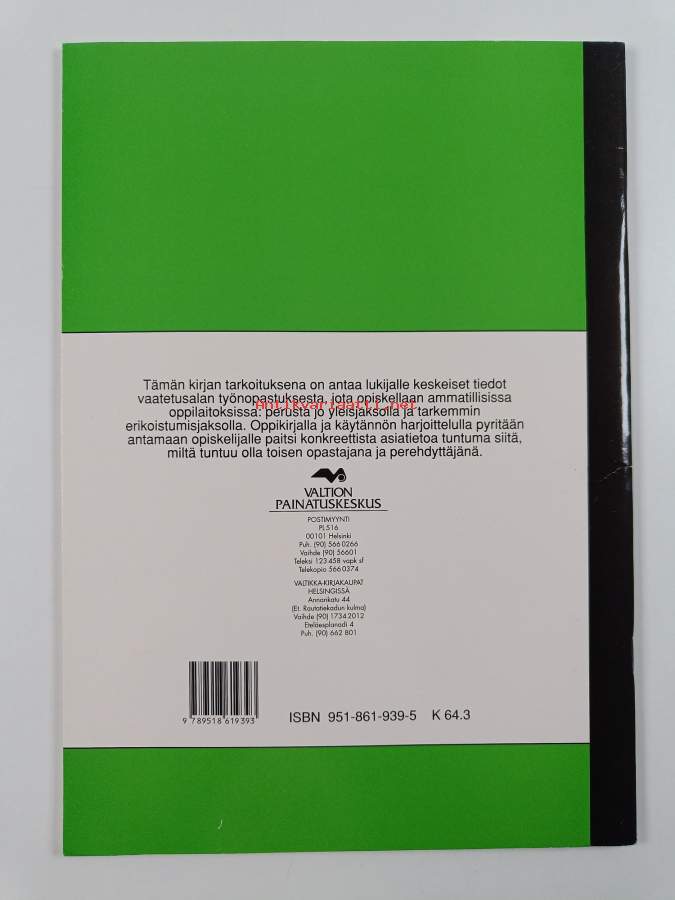 Tämän kirjan tarkoituksena on antaa lukijalle keskeiset tiedot
vaatetusalan työnopastuksesta, jota opiskellaan ammatillisissa
antikvariaatti.net
oppilaitoksissa: perusta jo yleisjaksolla ja tarkemmin
erikoistumisjaksolla. Oppikirjalla ja käytännön harjoittelulla pyritään
antamaan opiskelijalle paitsi konkreettista asiatietoa tuntuma siitä,
miltä tuntuu olla toisen opastajana ja perehdyttäjänä.
VALTION
PAINATUSKESKUS
POSTIMYYNTI
PL 516
00101 Helsinki
Puh. (90) 566 0266
Vaihde (90) 56601
Teleksi 123 458 vapk sf
Telekopio 566 0374
VALTIKKA-KIRJAKAUPAT
HELSINGISSÄ
Annankatu 44
(Et. Rautatiekadun kulma)
Vaihde (90) 1734 2012
Eteläesplanadi 4
Puh. (90) 662 801
9 789518 619393
ISBN 951-861-939-5 K 64.3